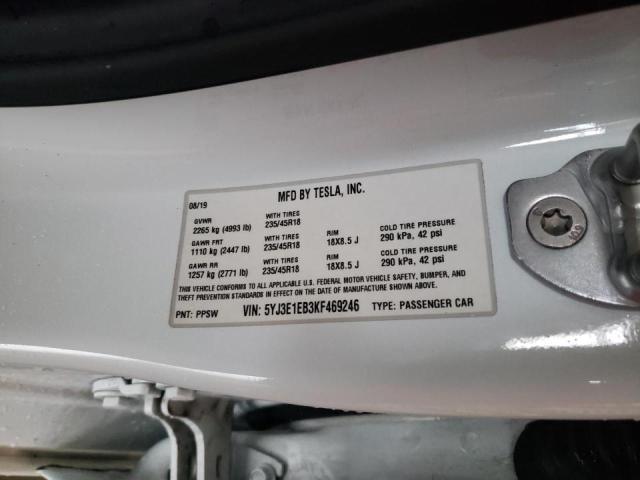 08/19 MFD BY TESLA, INC.
GVWR WITH TIRES
2265 kg (4993 lb) 235/45R18
GAWR FRT WITH TIRES RIM COLD TIRE PRESSURE
1110 kg (2447 lb) 235/45R18 18X8.5 J 290 kPa, 42 psi
GAWR RR WITH TIRES RIM COLD TIRE PRESSURE
1257 kg (2771 lb) 235/45R18 18X8.5 J 290 kPa, 42 psi
THIS VEHICLE CONFORMS TO ALL APPLICABLE U.S. FEDERAL MOTOR VEHICLE SAFETY, BUMPER, AND
THEFT PREVENTION STANDARDS IN EFFECT ON THE DATE OF MANUFACTURE SHOWN ABOVE.
PNT: PPSW VIN: 5YJ3E1EB3KF469246 TYPE: PASSENGER CAR